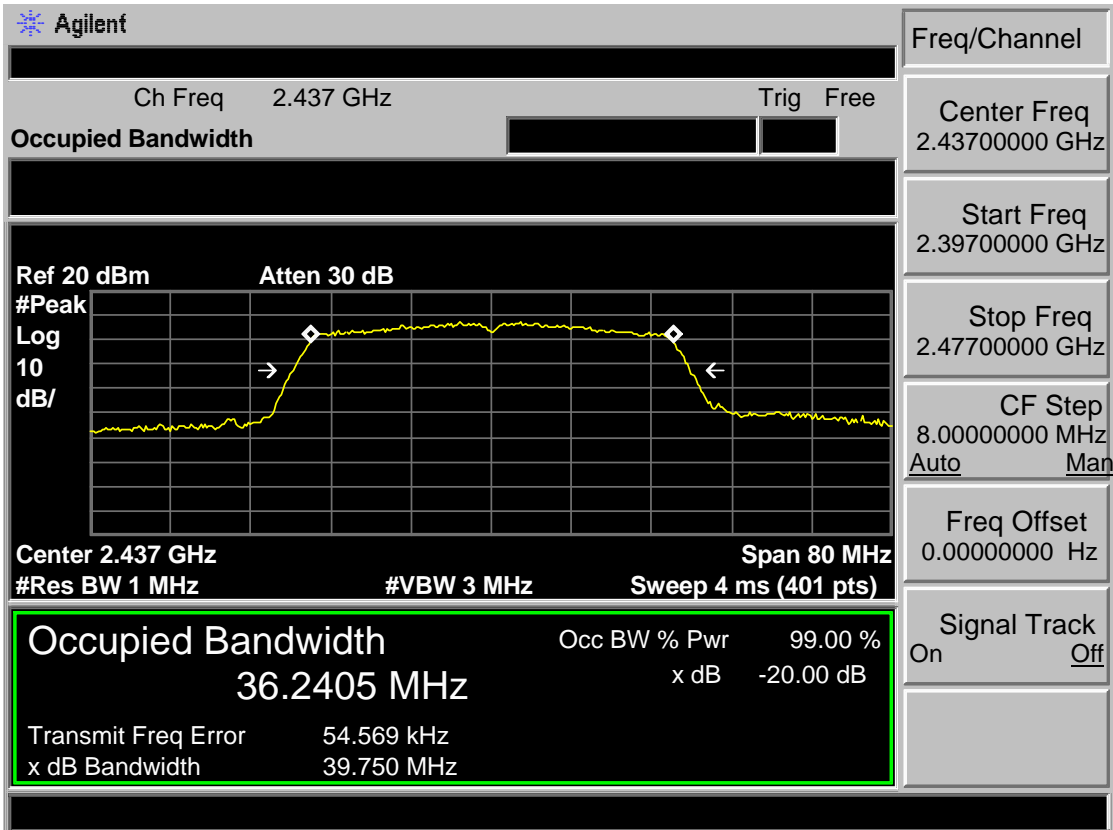 Agilent
Freq/Channel
Ch Freq 2.437 GHz Trig Free
Occupied Bandwidth
Center Freq
2.43700000 GHz
Start Freq
2.39700000 GHz
Ref 20 dBm Atten 30 dB
#Peak
Log
10
dB/
Stop Freq
2.47700000 GHz
CF Step
8.00000000 MHz
Auto Man
Center 2.437 GHz Span 80 MHz
#Res BW 1 MHz #VBW 3 MHz Sweep 4 ms (401 pts)
Freq Offset
0.00000000 Hz
Occupied Bandwidth Occ BW % Pwr 99.00 %
36.2405 MHz x dB -20.00 dB
Transmit Freq Error 54.569 kHz
x dB Bandwidth 39.750 MHz
Signal Track
On Off